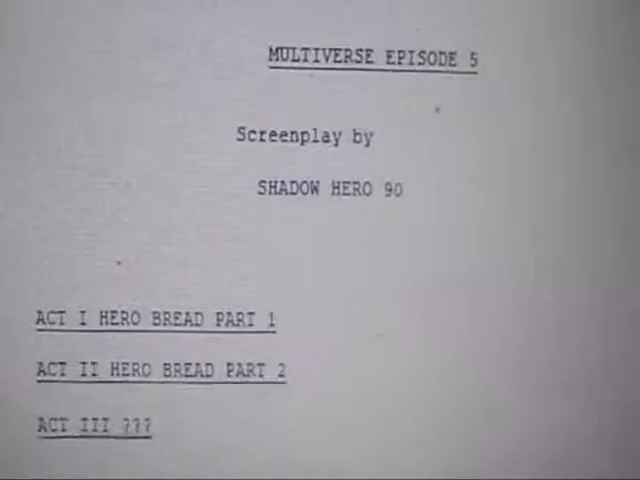 MULTIVERSE EPISODE 5
Screenplay by
SHADOW HERO 90
ACT I HERO BREAD PART 1
ACT II HERO BREAD PART 2
ACT III ???